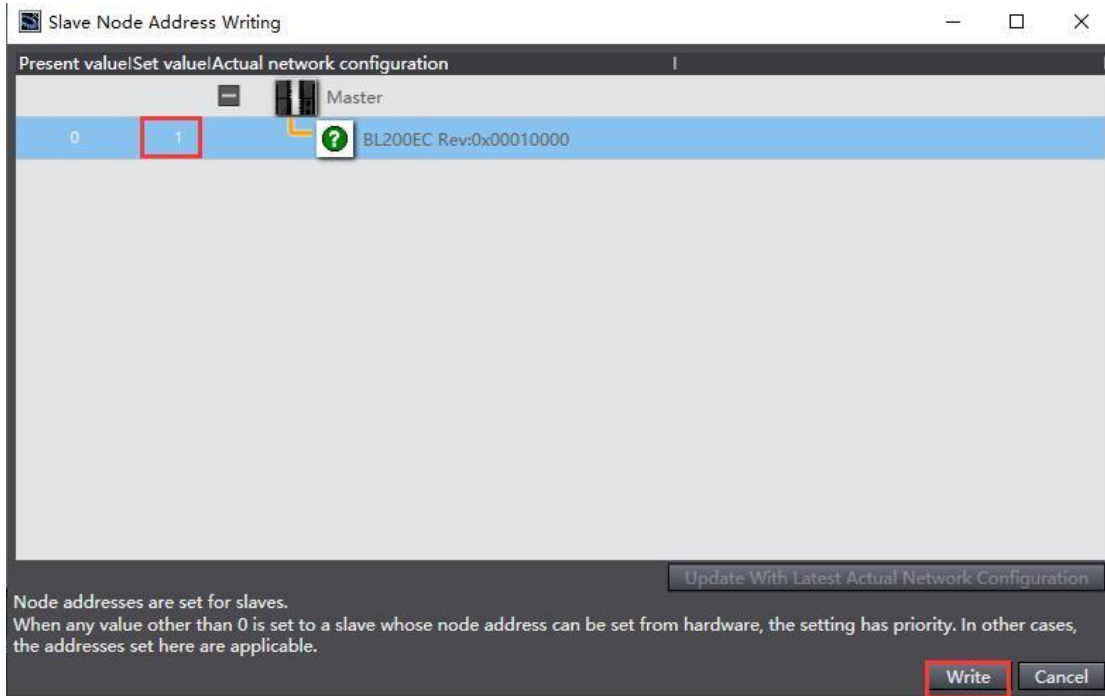 Slave Node Address Writing
Present value|Set value|Actual network configuration |
Master
0 1 BL200EC Rev:0x00010000
Update With Latest Actual Network Configuration
Node addresses are set for slaves.
When any value other than 0 is set to a slave whose node address can be set from hardware, the setting has priority. In other cases,
the addresses set here are applicable.
Write Cancel